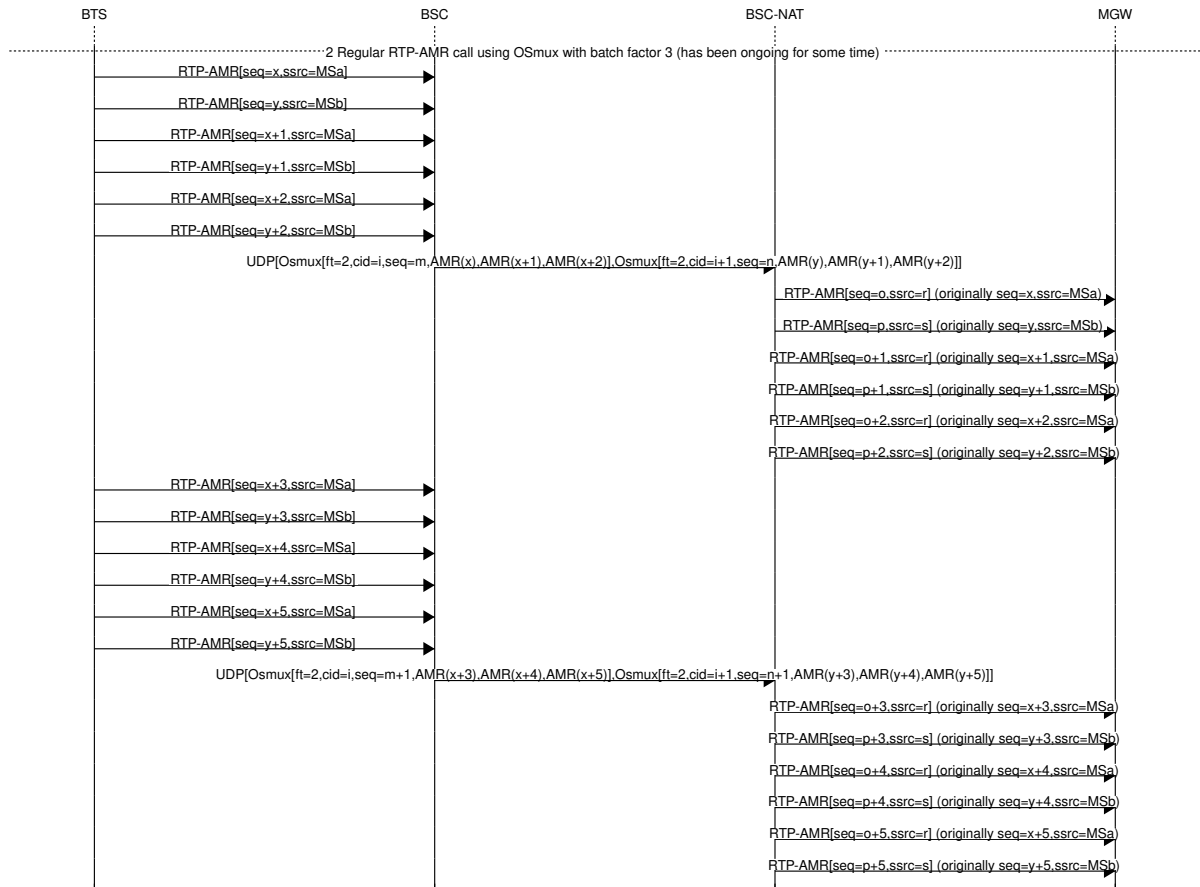 BTS BSC BSC-NAT MGW
2 Regular RTP-AMR call using OSmux with batch factor 3 (has been ongoing for some time)
RTP-AMR[seq=x,ssrc=MSa]
RTP-AMR[seq=y,ssrc=MSb]
RTP-AMR[seq=x+1,ssrc=MSa]
RTP-AMR[seq=y+1,ssrc=MSb]
RTP-AMR[seq=x+2,ssrc=MSa]
RTP-AMR[seq=y+2,ssrc=MSb]
UDP[Osmux[ft=2,cid=i,seq=m,AMR(x),AMR(x+1),AMR(x+2)],Osmux[ft=2,cid=i+1,seq=n,AMR(y),AMR(y+1),AMR(y+2)]]
RTP-AMR[seq=o,ssrc=r] (originally seq=x,ssrc=MSa)
RTP-AMR[seq=p,ssrc=s] (originally seq=y,ssrc=MSb)
RTP-AMR[seq=o+1,ssrc=r] (originally seq=x+1,ssrc=MSa)
RTP-AMR[seq=p+1,ssrc=s] (originally seq=y+1,ssrc=MSb)
RTP-AMR[seq=o+2,ssrc=r] (originally seq=x+2,ssrc=MSa)
RTP-AMR[seq=p+2,ssrc=s] (originally seq=y+2,ssrc=MSb)
RTP-AMR[seq=x+3,ssrc=MSa]
RTP-AMR[seq=y+3,ssrc=MSb]
RTP-AMR[seq=x+4,ssrc=MSa]
RTP-AMR[seq=y+4,ssrc=MSb]
RTP-AMR[seq=x+5,ssrc=MSa]
RTP-AMR[seq=y+5,ssrc=MSb]
UDP[Osmux[ft=2,cid=i,seq=m+1,AMR(x+3),AMR(x+4),AMR(x+5)],Osmux[ft=2,cid=i+1,seq=n+1,AMR(y+3),AMR(y+4),AMR(y+5)]]
RTP-AMR[seq=o+3,ssrc=r] (originally seq=x+3,ssrc=MSa)
RTP-AMR[seq=p+3,ssrc=s] (originally seq=y+3,ssrc=MSb)
RTP-AMR[seq=o+4,ssrc=r] (originally seq=x+4,ssrc=MSa)
RTP-AMR[seq=p+4,ssrc=s] (originally seq=y+4,ssrc=MSb)
RTP-AMR[seq=o+5,ssrc=r] (originally seq=x+5,ssrc=MSa)
RTP-AMR[seq=p+5,ssrc=s] (originally seq=y+5,ssrc=MSb)